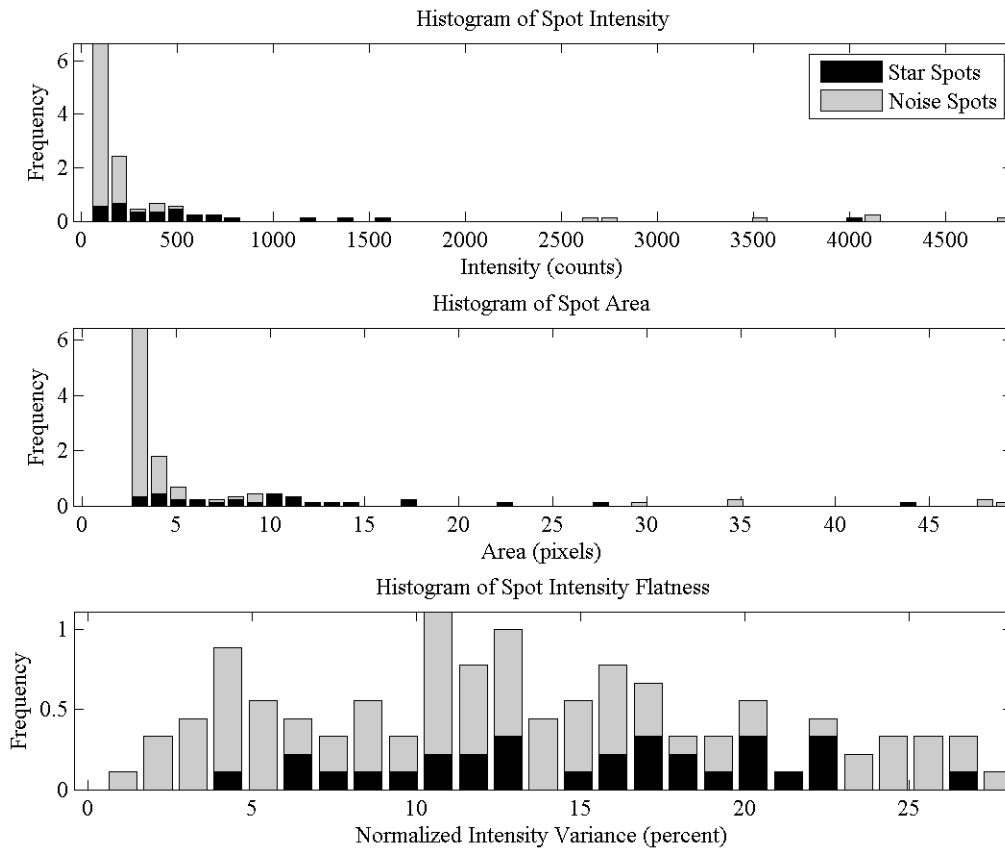 Histogram of Spot Intensity
6
4
2
0
Frequency
Star Spots
Noise Spots
0 500 1000 1500 2000 2500 3000 3500 4000 4500
Intensity (counts)
Histogram of Spot Area
6
4
2
0
Frequency
0 5 10 15 20 25 30 35 40 45
Area (pixels)
Histogram of Spot Intensity Flatness
1
0.5
0
Frequency
0 5 10 15 20 25
Normalized Intensity Variance (percent)